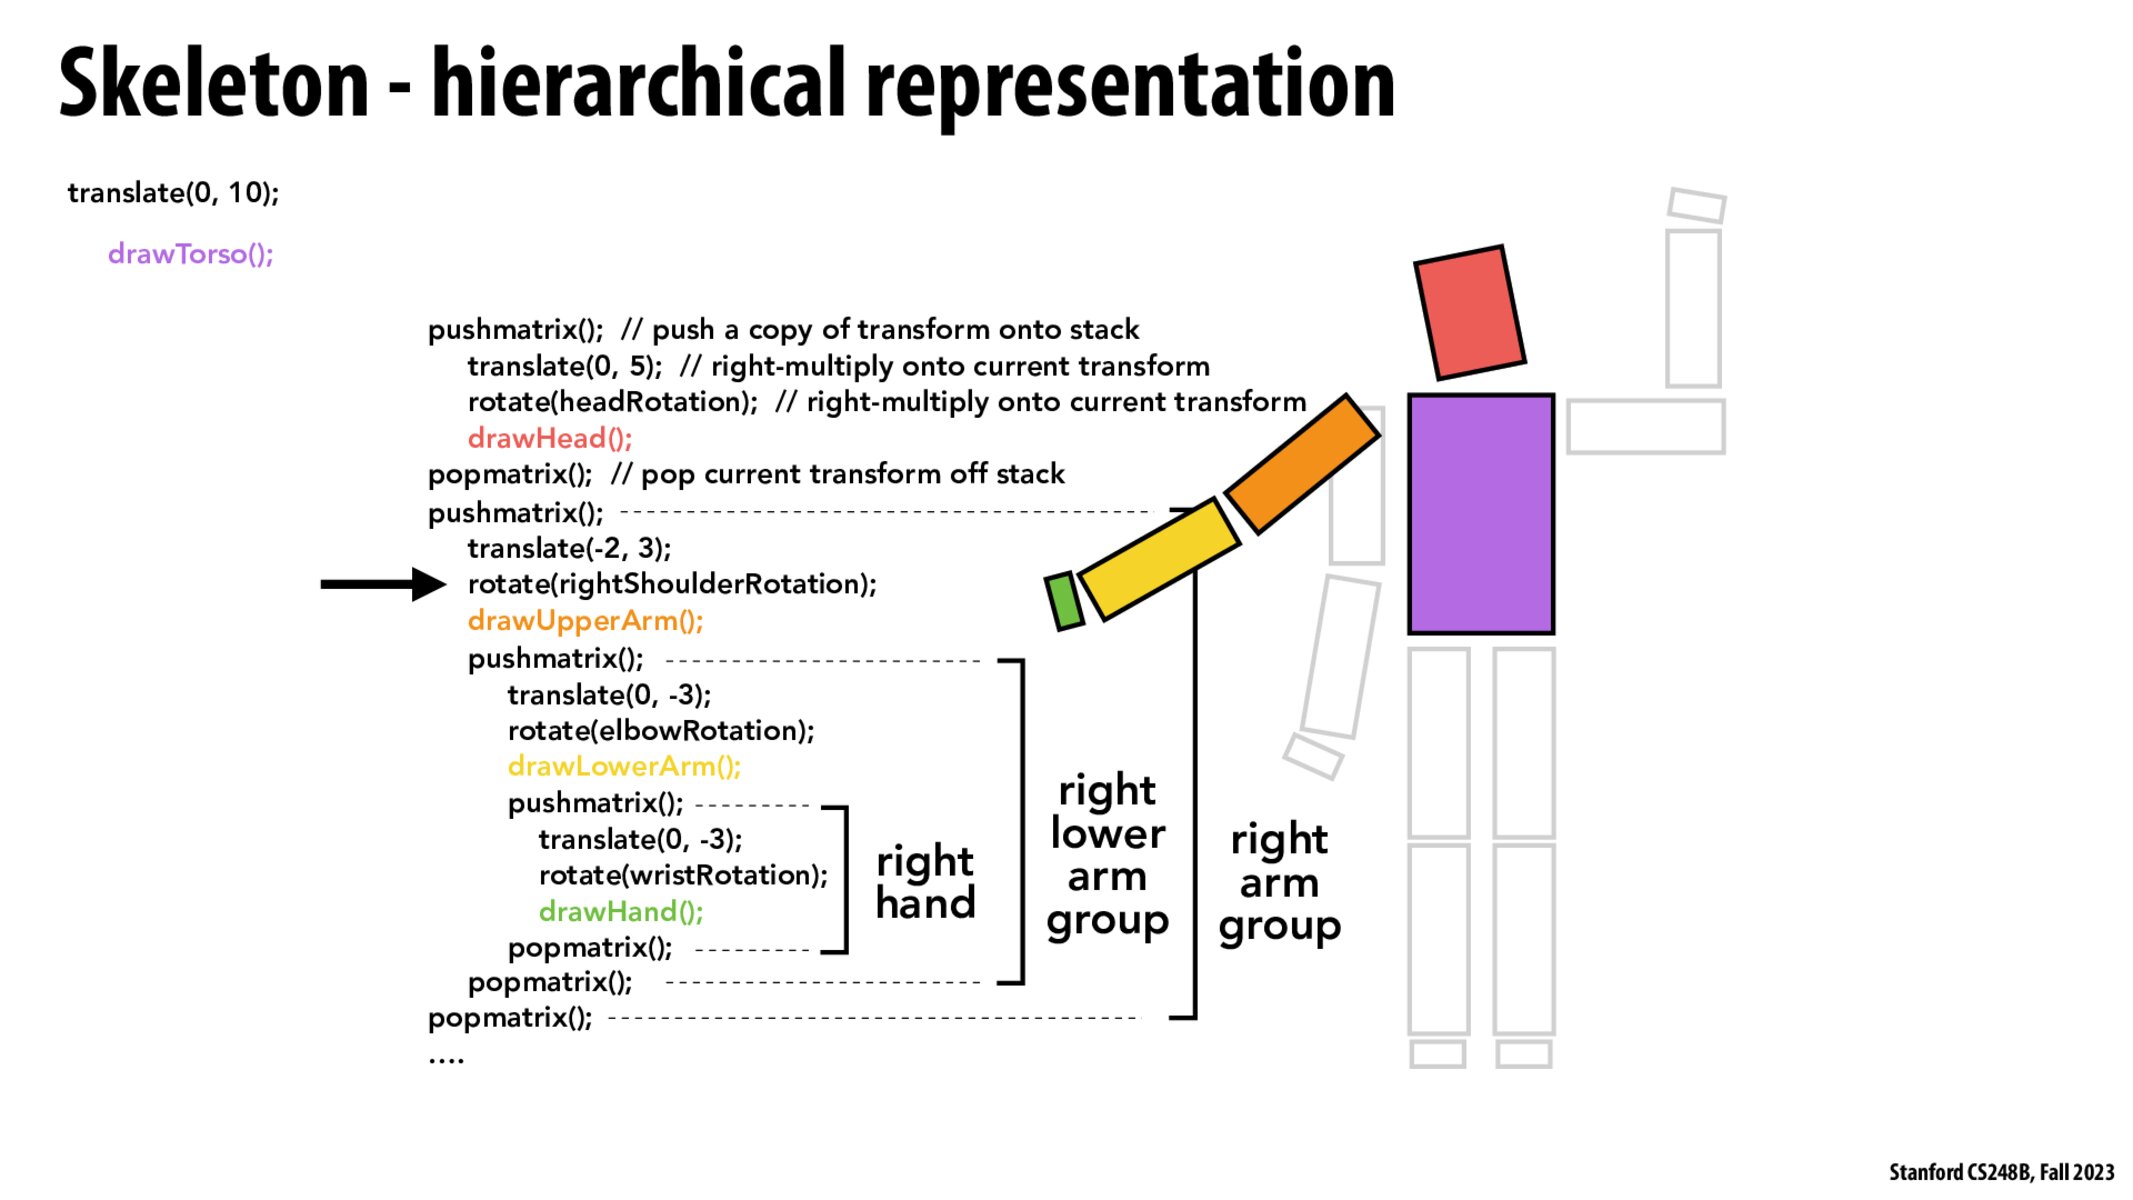 Skeleton - hierarchical representation
translate(0, 10);
drawTorso();
pushmatrix();  // push a copy of transform onto stack
translate(0, 5);  // right-multiply onto current transform
rotate(headRotation);  // right-multiply onto current transform
drawHead();
popmatrix();  // pop current transform off stack
pushmatrix();
translate(-2, 3);
rotate(rightShoulderRotation);
drawUpperArm();
pushmatrix();
translate(0, -3);
rotate(elbowRotation);
drawLowerArm();
pushmatrix();
translate(0, -3);
rotate(wristRotation);
drawHand();
popmatrix();
popmatrix();
popmatrix();
....
right
hand
right
lower
arm
group
right
arm
group
Stanford CS248B, Fall 2023